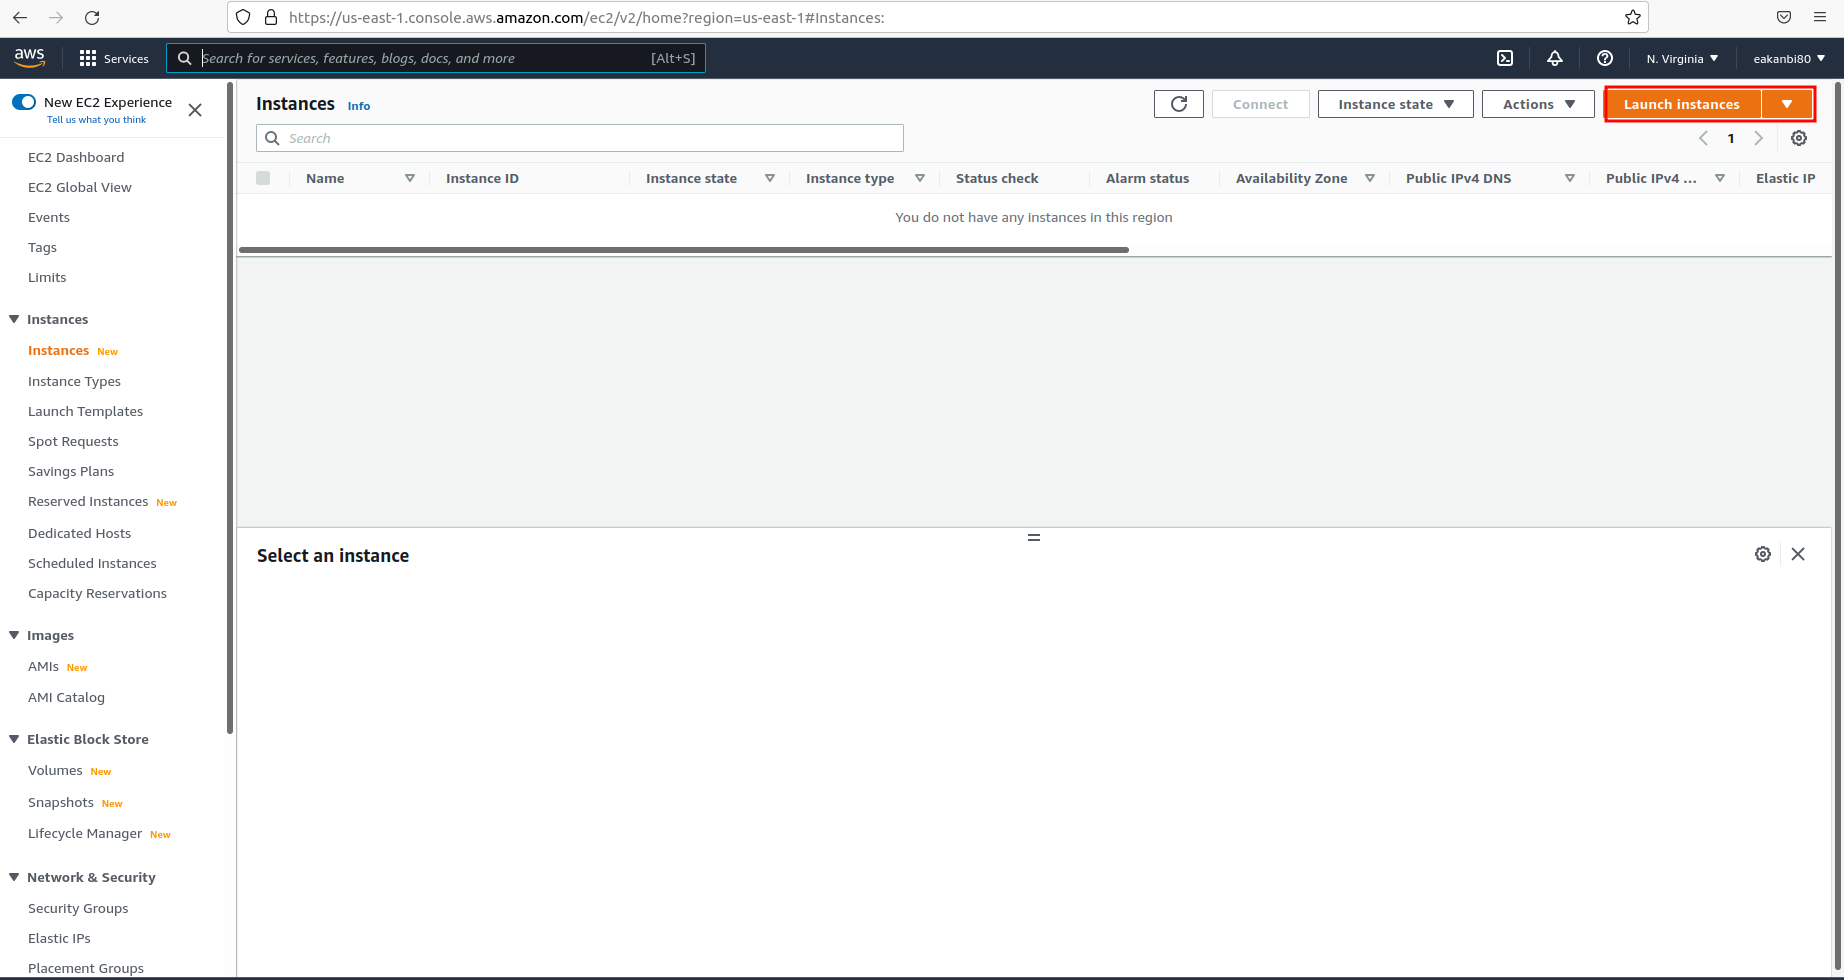 https://us-east-1.console.aws.amazon.com/ec2/v2/home?region=us-east-1#Instances:
aws
Services
Search for services, features, blogs, docs, and more
[Alt+S]
N. Virginia
eakanbi80
New EC2 Experience
Tell us what you think
EC2 Dashboard
EC2 Global View
Events
Tags
Limits
Instances
Instances New
Instance Types
Launch Templates
Spot Requests
Savings Plans
Reserved Instances New
Dedicated Hosts
Scheduled Instances
Capacity Reservations
Images
AMIs New
AMI Catalog
Elastic Block Store
Volumes New
Snapshots New
Lifecycle Manager New
Network & Security
Security Groups
Elastic IPs
Placement Groups
Instances Info
Connect
Instance state
Actions
Launch instances
Search
1
Name
Instance ID
Instance state
Instance type
Status check
Alarm status
Availability Zone
Public IPv4 DNS
Public IPv4 ...
Elastic IP
You do not have any instances in this region
Select an instance